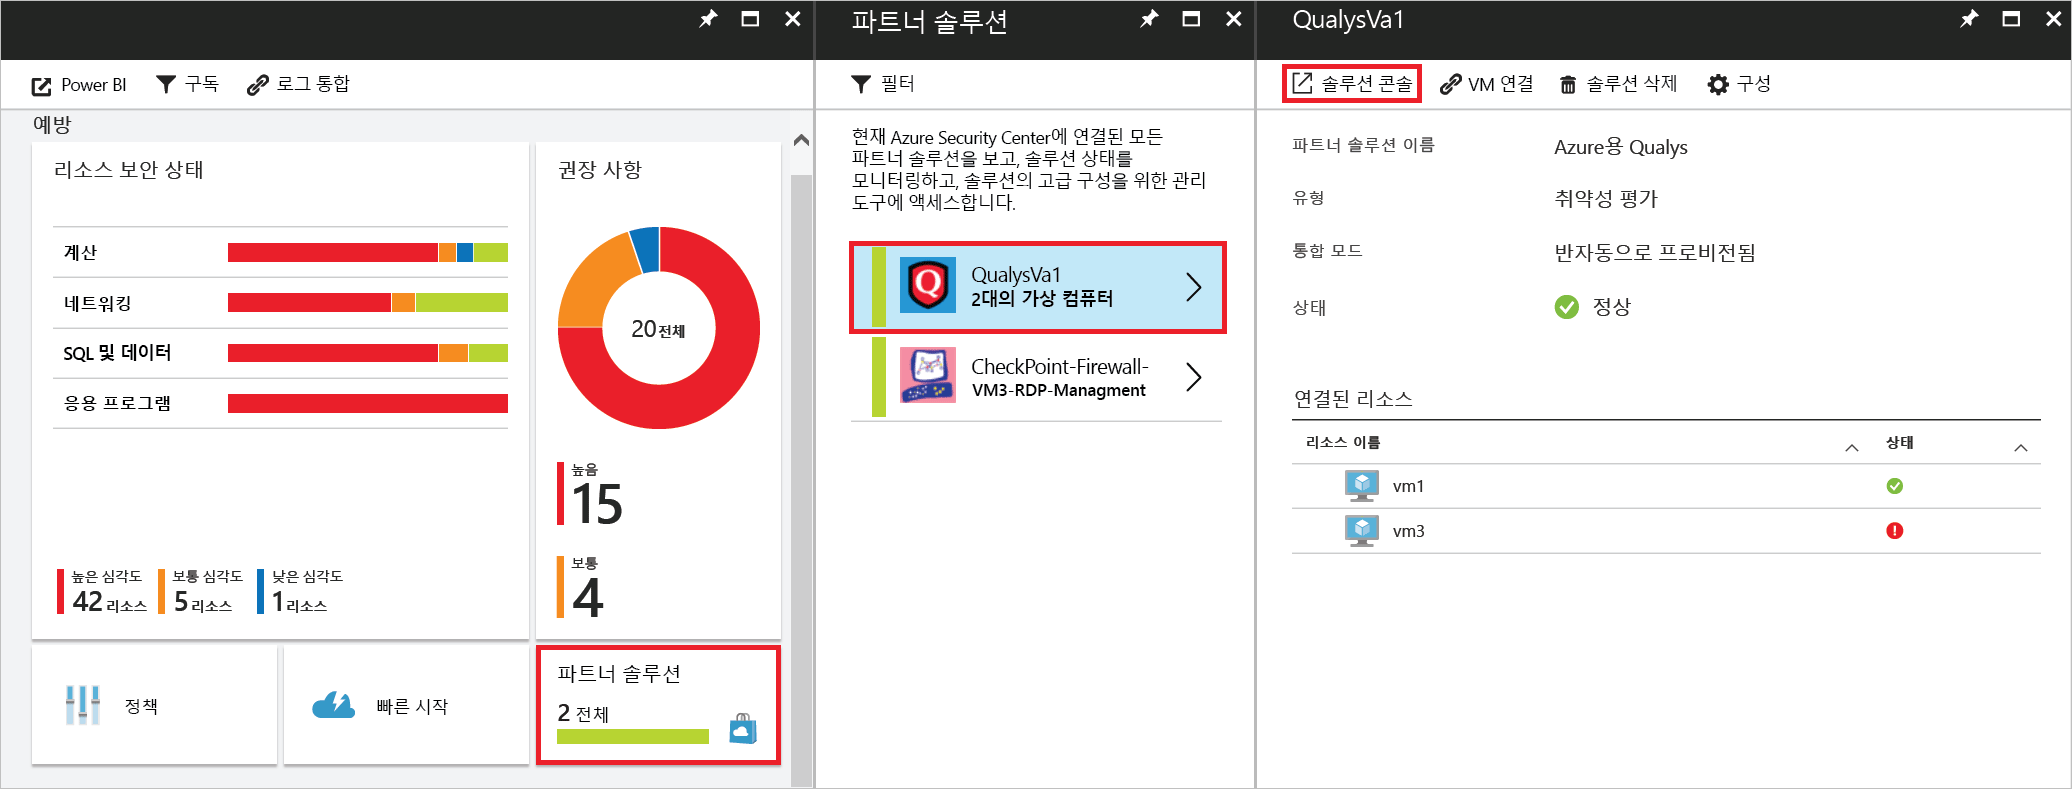 Power BI
구독
로그 통합
예방
리소스 보안 상태
계산
네트워킹
SQL 및 데이터
응용 프로그램
높은 심각도
42 리소스
보통 심각도
5 리소스
낮은 심각도
1 리소스
권장 사항
20 전체
높음
15
보통
4
정책
빠른 시작
파트너 솔루션
2 전체
파트너 솔루션
필터
현재 Azure Security Center에 연결된 모든
파트너 솔루션을 보고, 솔루션 상태를
모니터링하고, 솔루션의 고급 구성을 위한 관리
도구에 액세스합니다.
Q
QualysVa1
2대의 가상 컴퓨터
CheckPoint-Firewall-
VM3-RDP-Managment
QualysVa1
솔루션 콘솔
VM 연결
솔루션 삭제
구성
파트너 솔루션 이름
Azure용 Qualys
유형
취약성 평가
통합 모드
반자동으로 프로비전됨
상태
정상
연결된 리소스
리소스 이름
상태
vm1
vm3